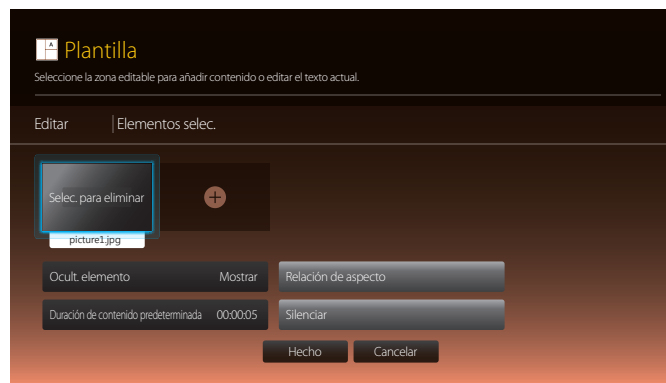 Plantilla
Seleccione la zona editable para añadir contenido o editar el texto actual.
Editar Elementos selec.
Selec. para eliminar
picture1.jpg
Ocult. elemento Mostrar Relación de aspecto
Duración de contenido predeterminada 00:00:05 Silenciar
Hecho Cancelar